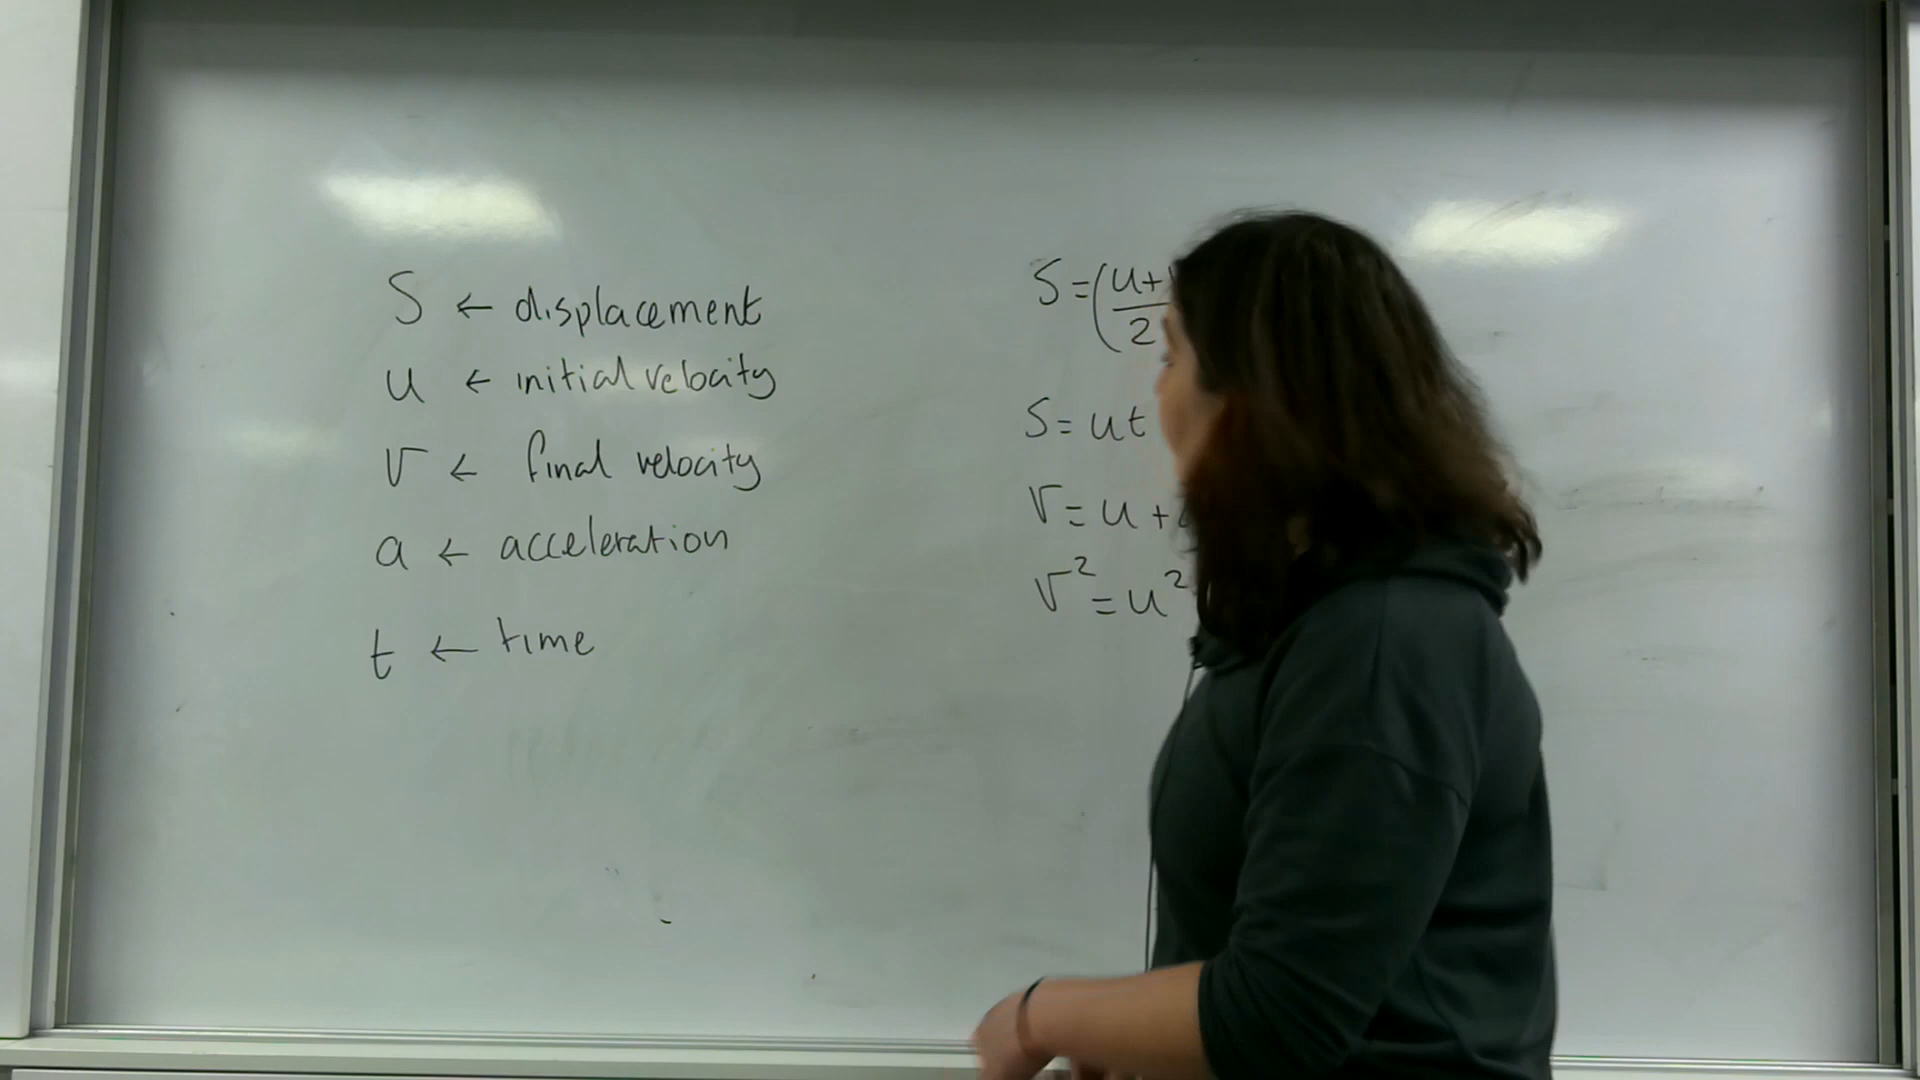 S ← displacement
u ← initial velocity
v ← final velocity
a ← acceleration
t ← time
S = (u+ / 2
S = ut
v = u +
v² = u²